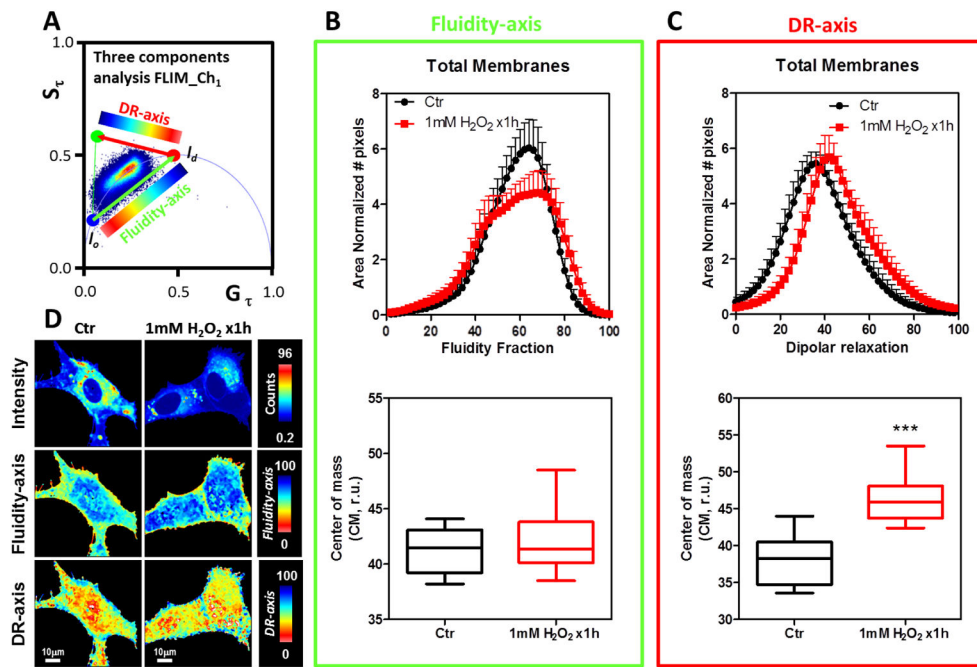 A
1.0
Sτ
0.5
0.0
Three components
analysis FLIM_Ch1
DR-axis
ld
Fluidity-axis
lo
0.0
0.5
1.0
Gτ
B
Fluidity-axis
Total Membranes
Ctr
1mM H2O2 x1h
Area Normalized # pixels
8
6
4
2
0
0 20 40 60 80 100
Fluidity Fraction
Center of mass
(CM, r.u.)
55
50
45
40
35
Ctr
1mM H2O2 x1h
C
DR-axis
Total Membranes
Ctr
1mM H2O2 x1h
Area Normalized # pixels
8
6
4
2
0
0 20 40 60 80 100
Dipolar relaxation
Center of mass
(CM, r.u.)
60
55
50
45
40
35
30
***
Ctr
1mM H2O2 x1h
D
Ctr
1mM H2O2 x1h
Intensity
96
Counts
0.2
Fluidity-axis
100
Fluidity-axis
0
DR-axis
100
DR-axis
0
10μm
10μm